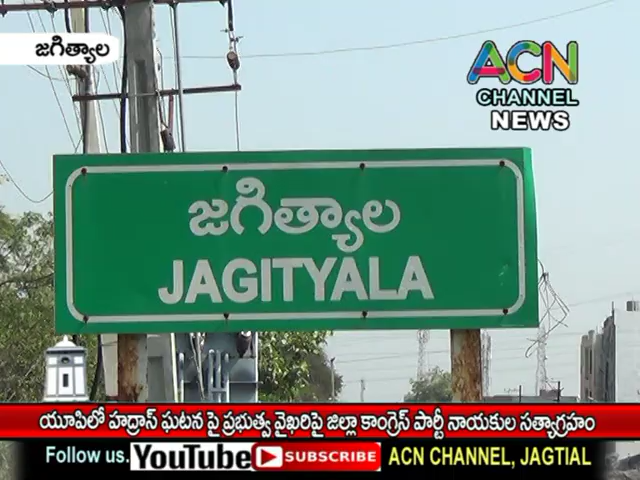 జగిత్యాల
ACN
CHANNEL
NEWS
జగిత్యాల
JAGITYALA
యూపిలో హద్రాస్ ఘటన పై ప్రభుత్వ వైఖరిపై జిల్లా కాంగ్రెస్ పార్టీ నాయకుల సత్యాగ్రహం
Follow us. YouTube SUBSCRIBE ACN CHANNEL, JAGTIAL